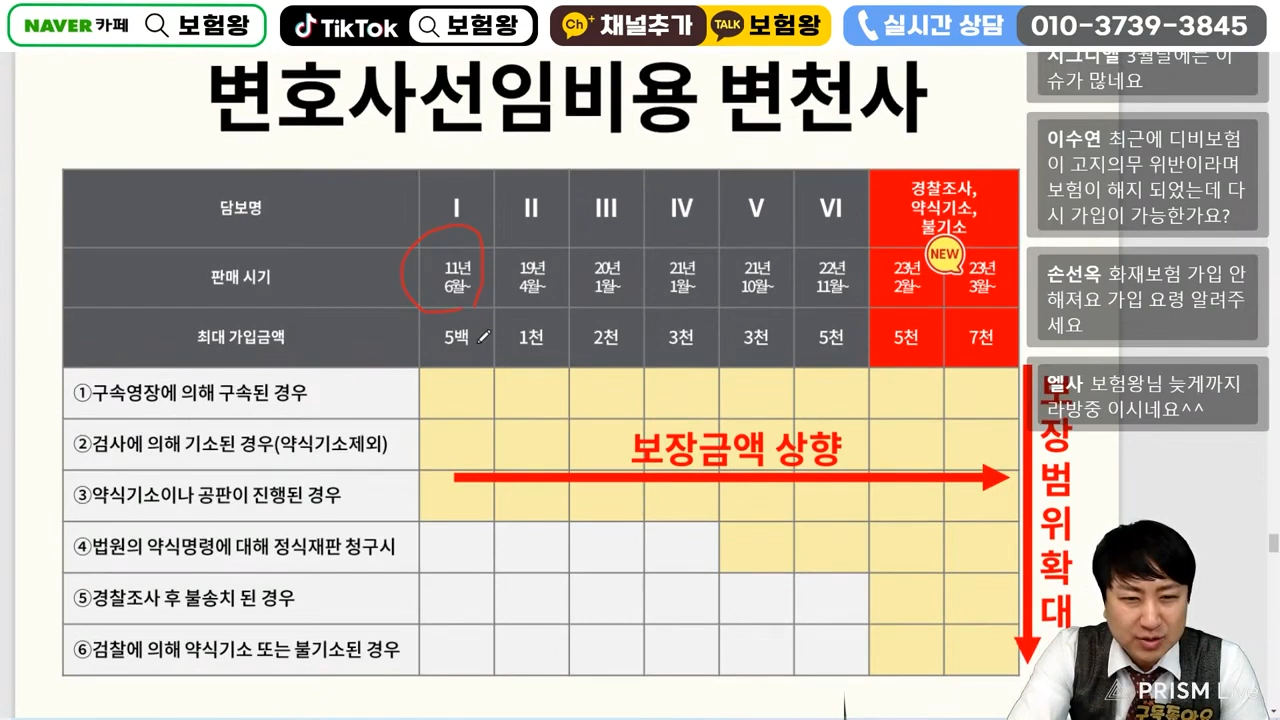 NAVER 카페 보험왕
TikTok 보험왕
Ch+ 채널추가 TALK 보험왕
실시간 상담 010-3739-3845
변호사선임비용 변천사
담보명 I II III IV V VI 경찰조사,
약식기소,
불기소
NEW
판매 시기 11년 19년 20년 21년 21년 22년 23년 23년
6월~ 4월~ 1월~ 1월~ 10월~ 11월~ 2월~ 3월~
최대 가입금액 5백 1천 2천 3천 3천 5천 5천 7천
①구속영장에 의해 구속된 경우
②검사에 의해 기소된 경우(약식기소제외)
③약식기소이나 공판이 진행된 경우
④법원의 약식명령에 대해 정식재판 청구시
⑤경찰조사 후 불송치 된 경우
⑥검찰에 의해 약식기소 또는 불기소된 경우
보장금액 상향
보장범위확대
시그니엘 3월달에는 이
슈가 많네요
이수연 최근에 디비보험
이 고지의무 위반이라며
보험이 해지 되었는데 다
시 가입이 가능한가요?
손선옥 화재보험 가입 안
해져요 가입 요령 알려주
세요
엘사 보험왕님 늦게까지
라방중 이시네요^^
PRISM Live